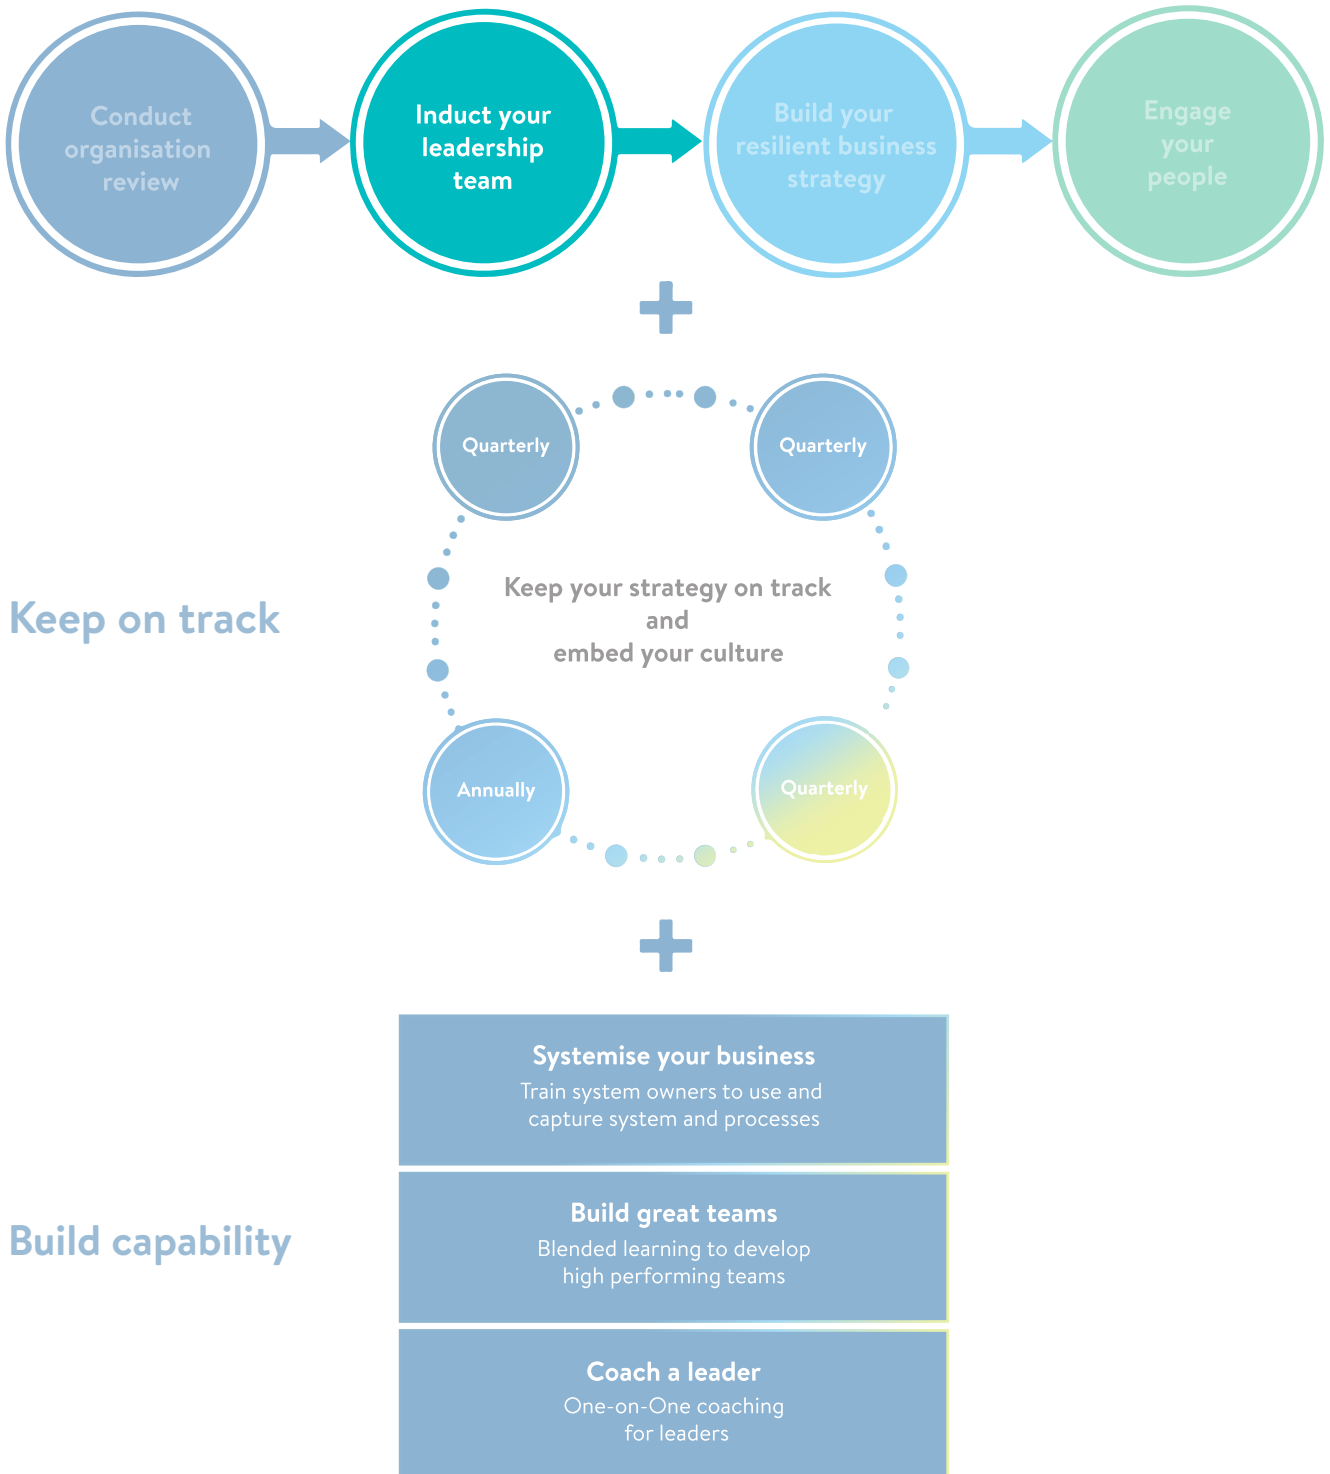 Conduct
organisation
review
Induct your
leadership
team
Build your
resilient business
strategy
Engage
your
people
Quarterly
Quarterly
Keep on track
Keep your strategy on track
and
embed your culture
Annually
Quarterly
Build capability
Systemise your business
Train system owners to use and
capture system and processes
Build great teams
Blended learning to develop
high performing teams
Coach a leader
One-on-One coaching
for leaders